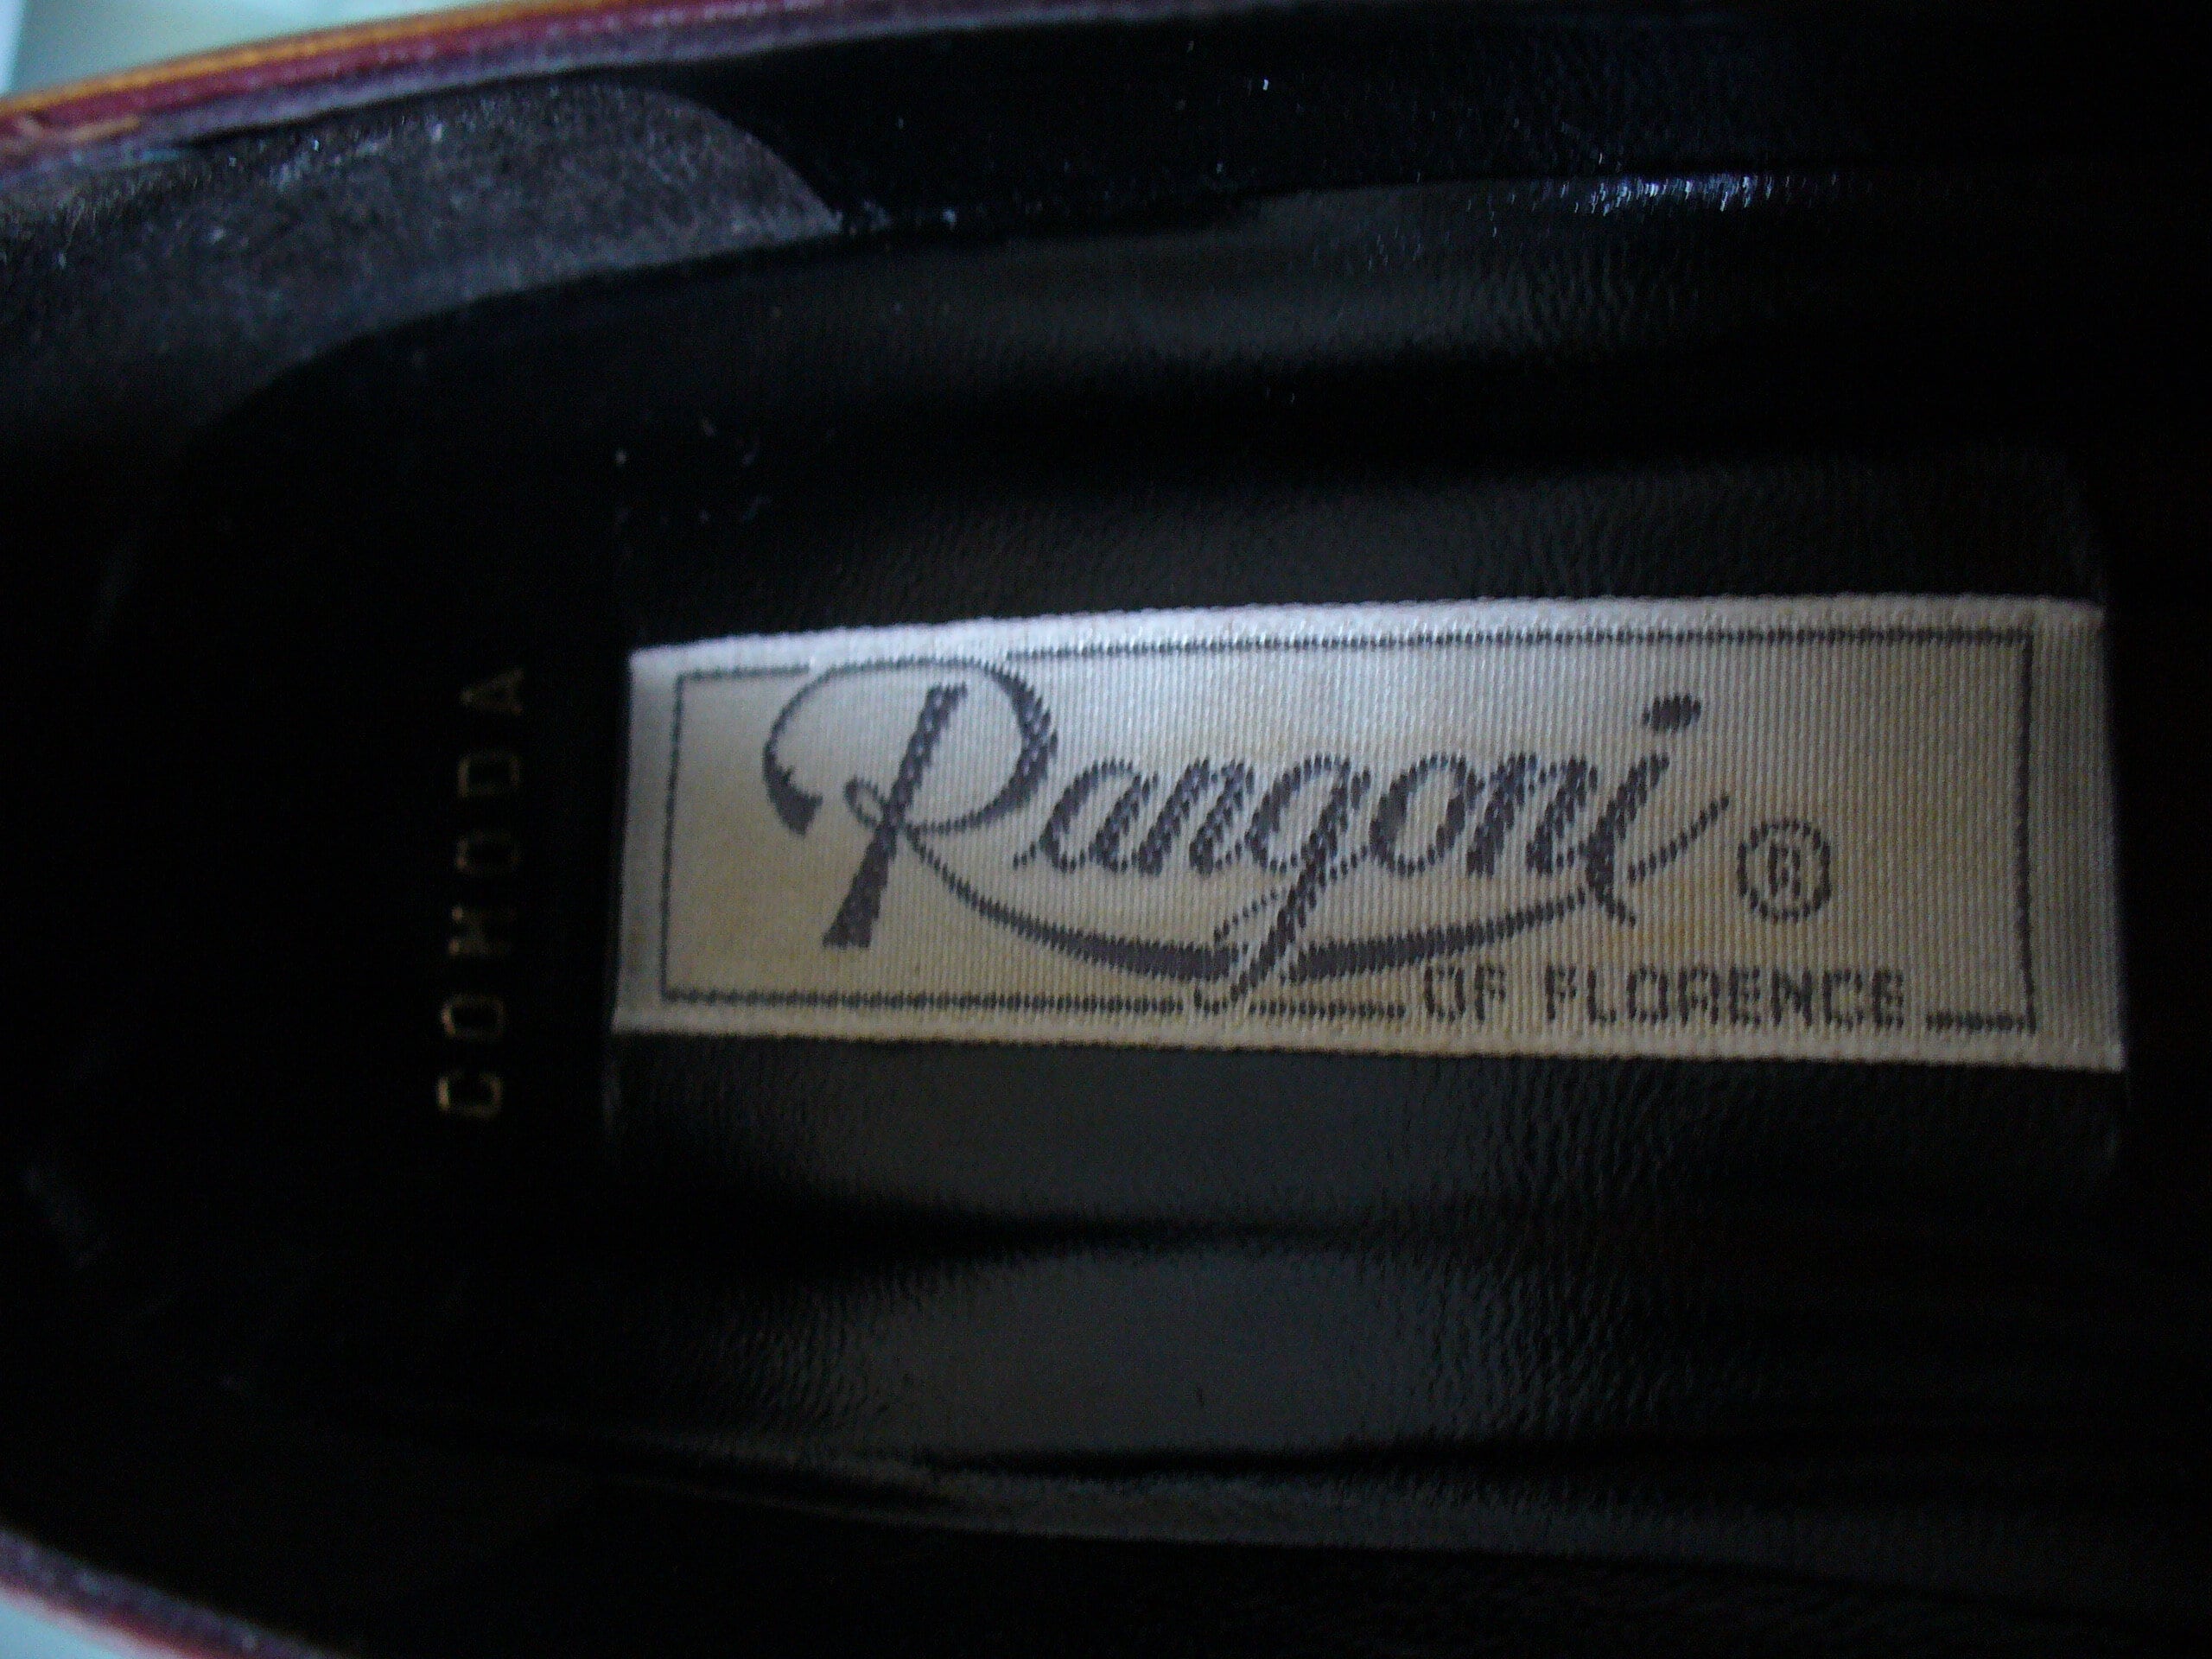 COMODA
Rangoni ®
OF FLORENCE